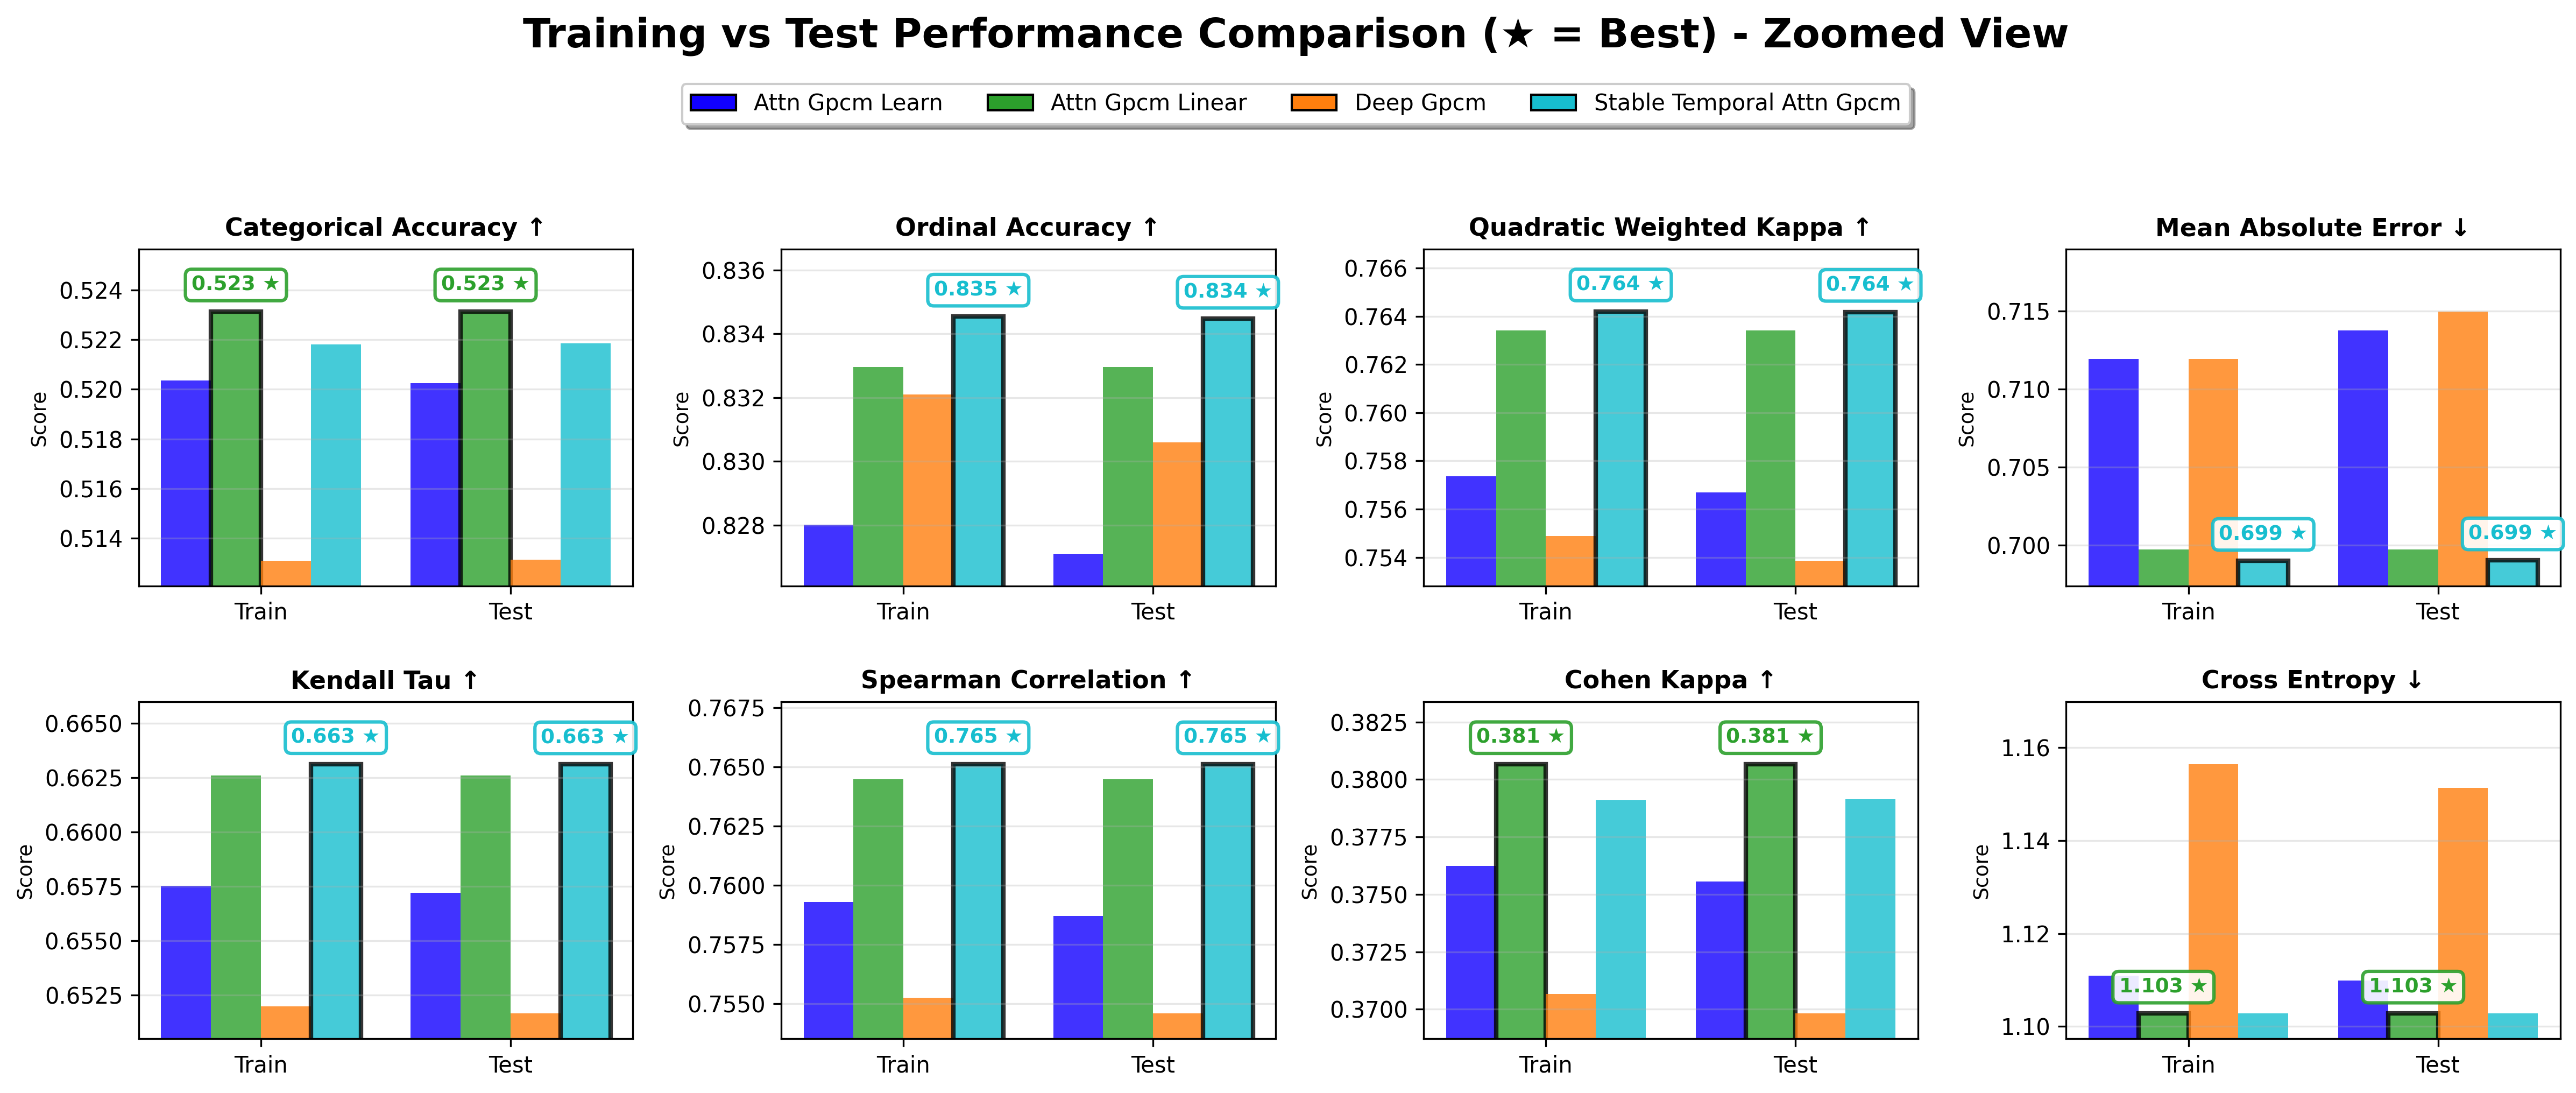 Training vs Test Performance Comparison (★ = Best) - Zoomed View
Attn Gpcm Learn
Attn Gpcm Linear
Deep Gpcm
Stable Temporal Attn Gpcm
Categorical Accuracy ↑
Score
0.524
0.522
0.520
0.518
0.516
0.514
0.523 ★
0.523 ★
Train
Test
Ordinal Accuracy ↑
Score
0.836
0.834
0.832
0.830
0.828
0.835 ★
0.834 ★
Train
Test
Quadratic Weighted Kappa ↑
Score
0.766
0.764
0.762
0.760
0.758
0.756
0.754
0.764 ★
0.764 ★
Train
Test
Mean Absolute Error ↓
Score
0.715
0.710
0.705
0.700
0.699 ★
0.699 ★
Train
Test
Kendall Tau ↑
Score
0.6650
0.6625
0.6600
0.6575
0.6550
0.6525
0.663 ★
0.663 ★
Train
Test
Spearman Correlation ↑
Score
0.7675
0.7650
0.7625
0.7600
0.7575
0.7550
0.765 ★
0.765 ★
Train
Test
Cohen Kappa ↑
Score
0.3825
0.3800
0.3775
0.3750
0.3725
0.3700
0.381 ★
0.381 ★
Train
Test
Cross Entropy ↓
Score
1.16
1.14
1.12
1.10
1.103 ★
1.103 ★
Train
Test